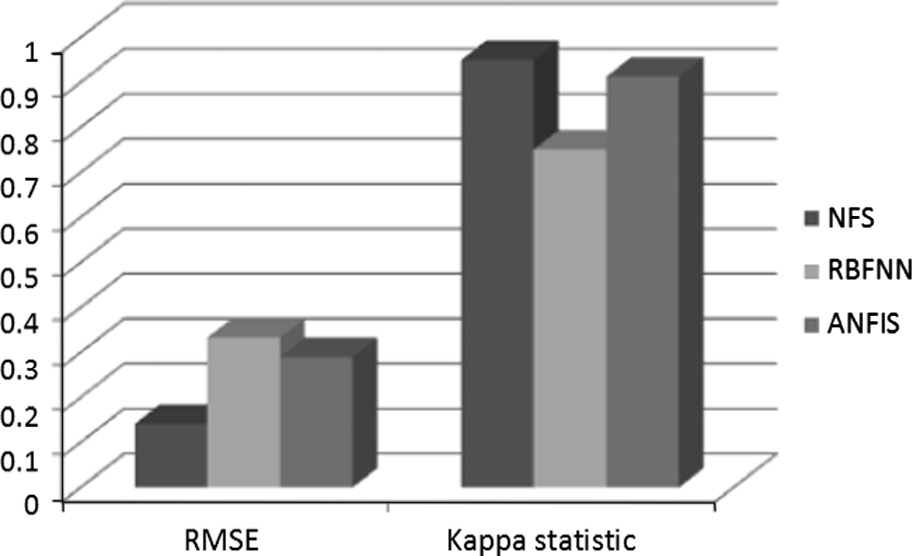 1
0.9
0.8
0.7
0.6
0.5
0.4
0.3
0.2
0.1
0
RMSE
Kappa statistic
NFS
RBFNN
ANFIS